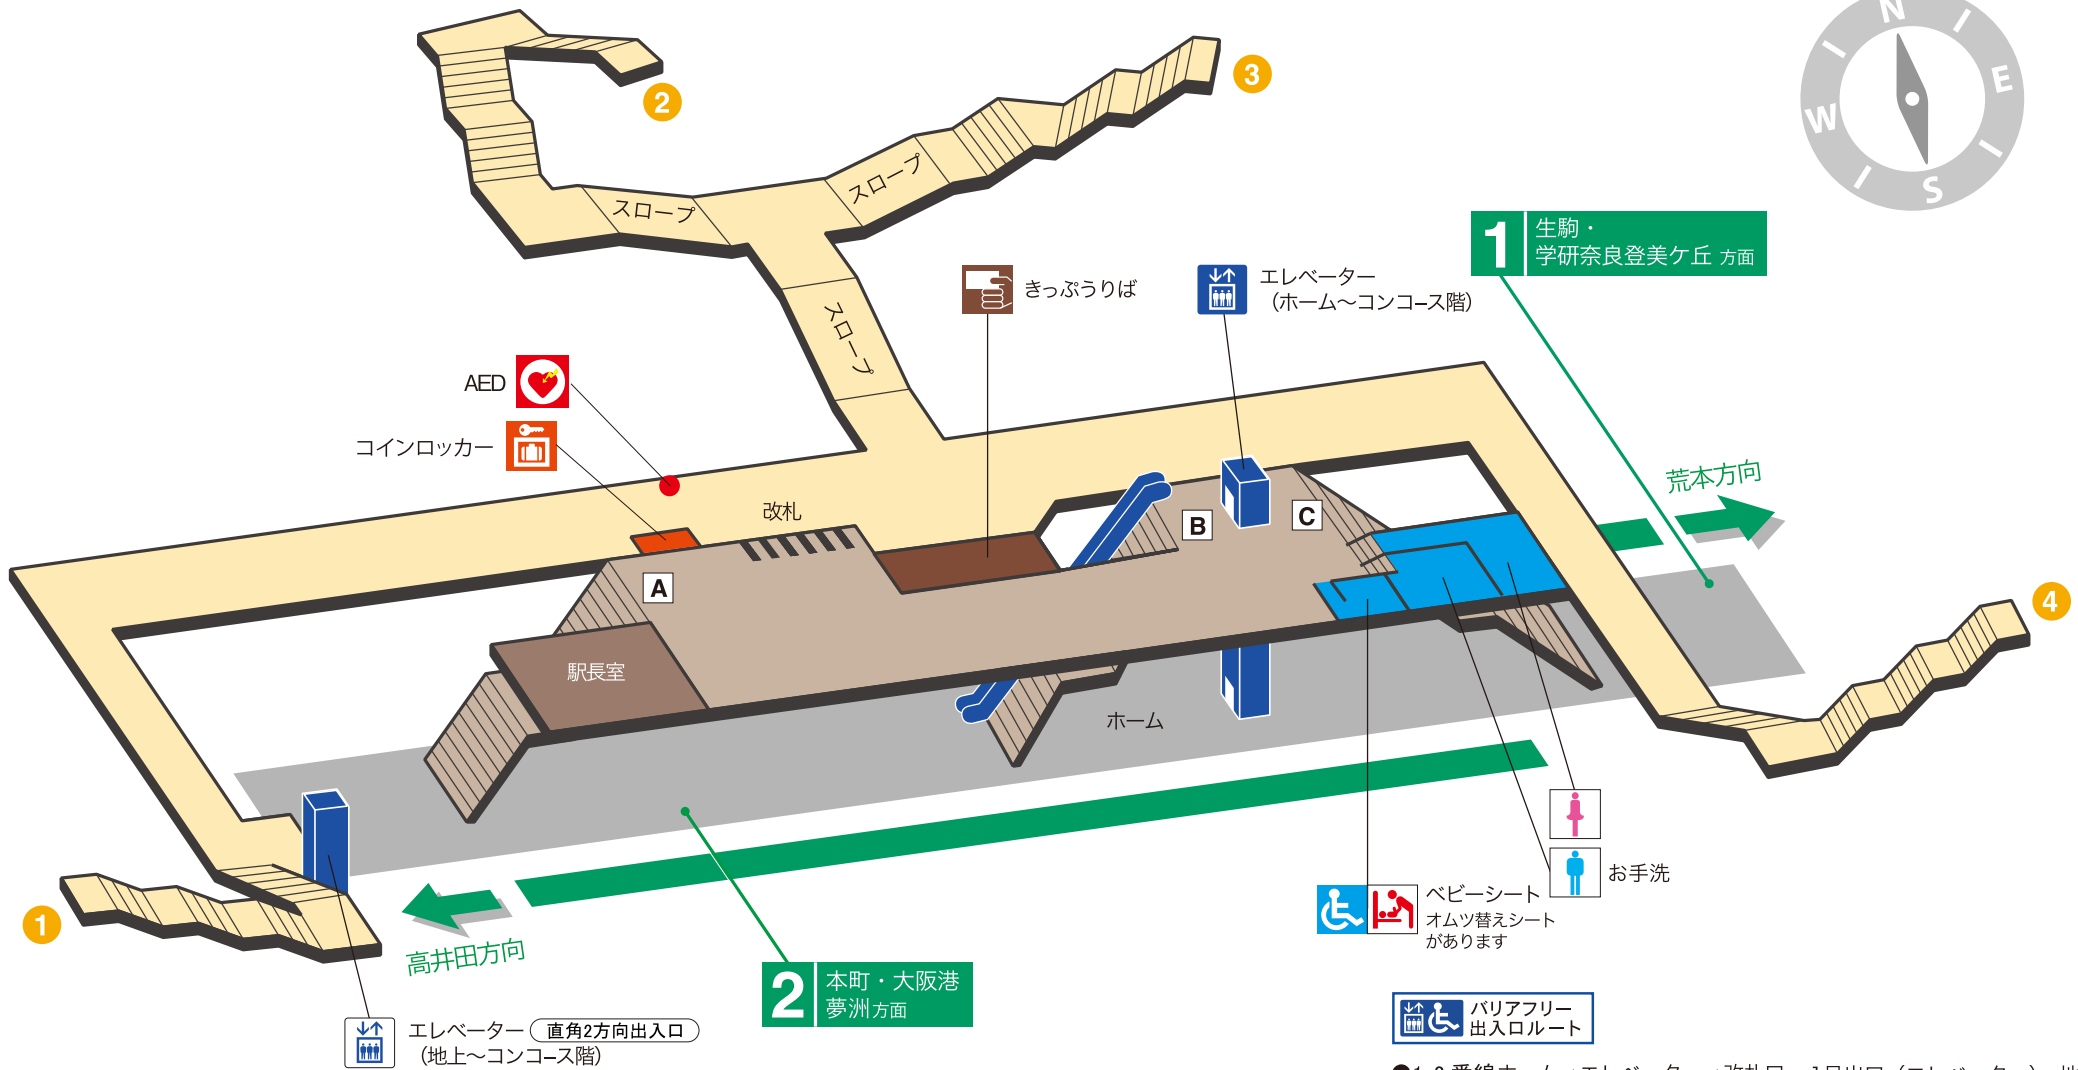 N
E
W
S
2
3
スロープ
スロープ
スロープ
1
生駒・
学研奈良登美ケ丘 方面
きっぷうりば
エレベーター
(ホーム～コンコース階)
AED
コインロッカー
荒本方向
改札
B
C
A
4
駅長室
ホーム
1
お手洗
ベビーシート
オムツ替えシート
があります
高井田方向
2
本町・大阪港
夢洲方面
エレベーター 直角2方向出入口
(地上～コンコース階)
バリアフリー
出入口ルート